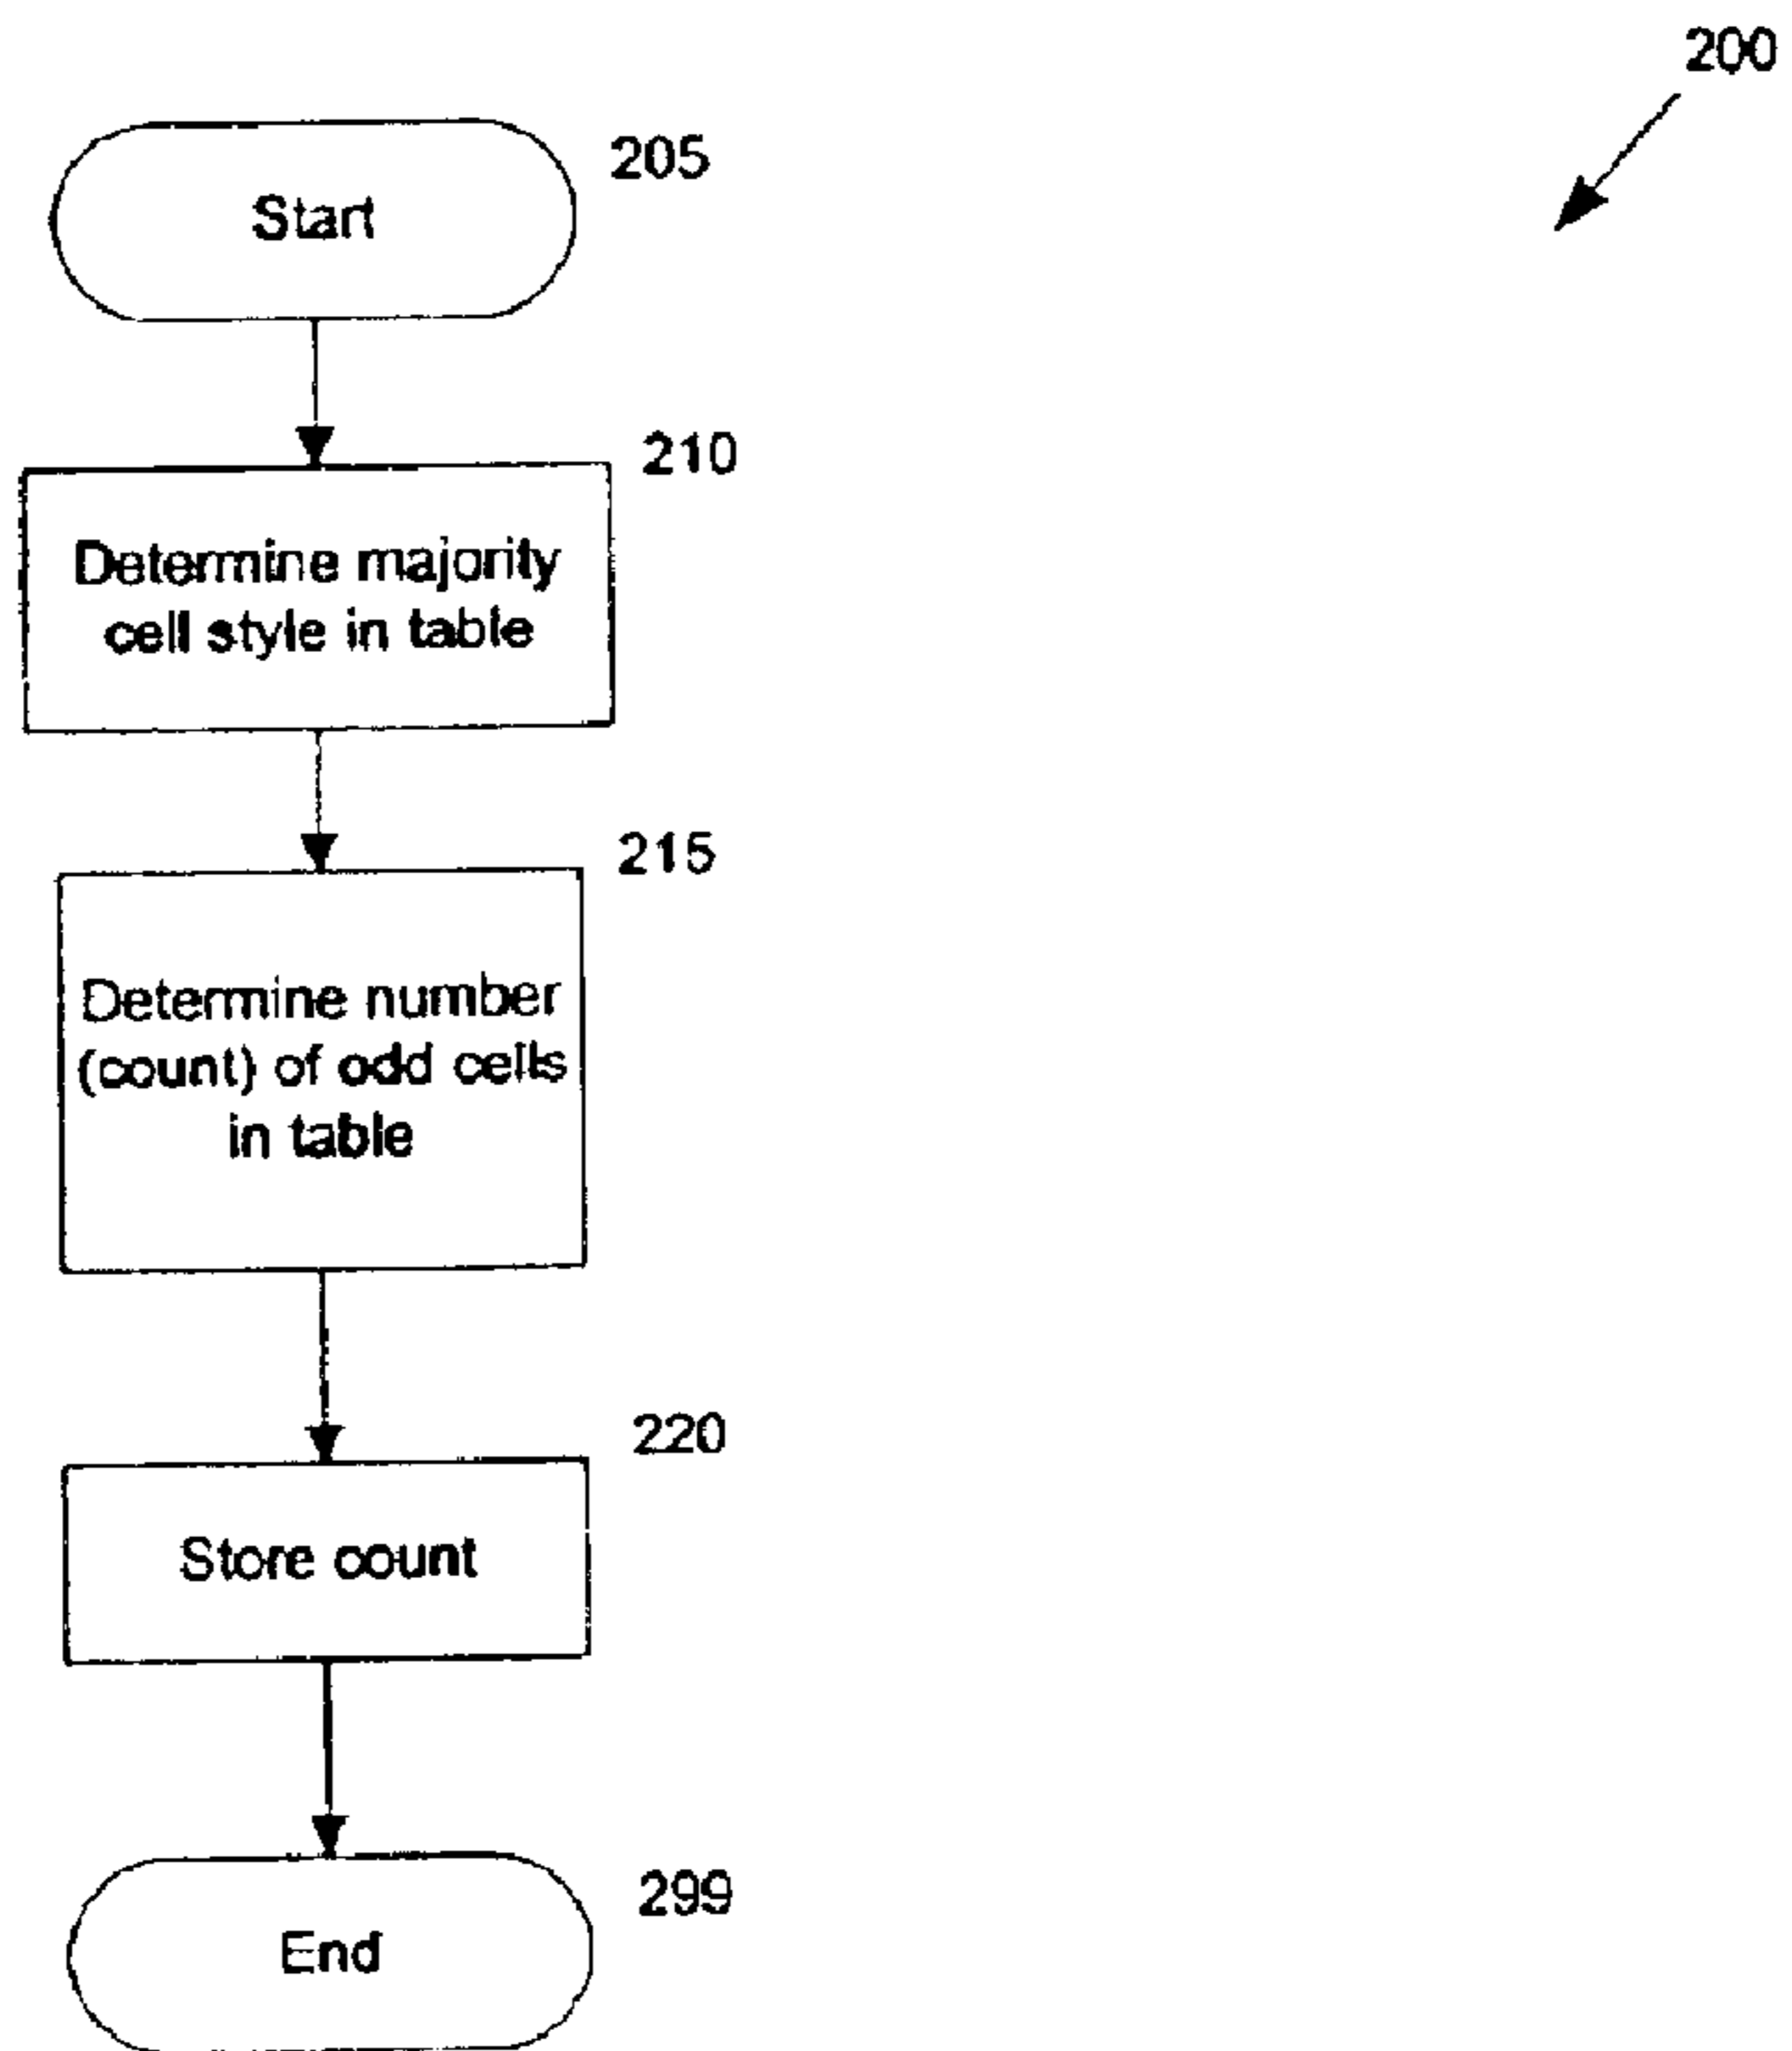 200
205
Start
210
Determine majority
cell style in table
215
Determine number
(count) of odd cells
in table
220
Store count
299
End